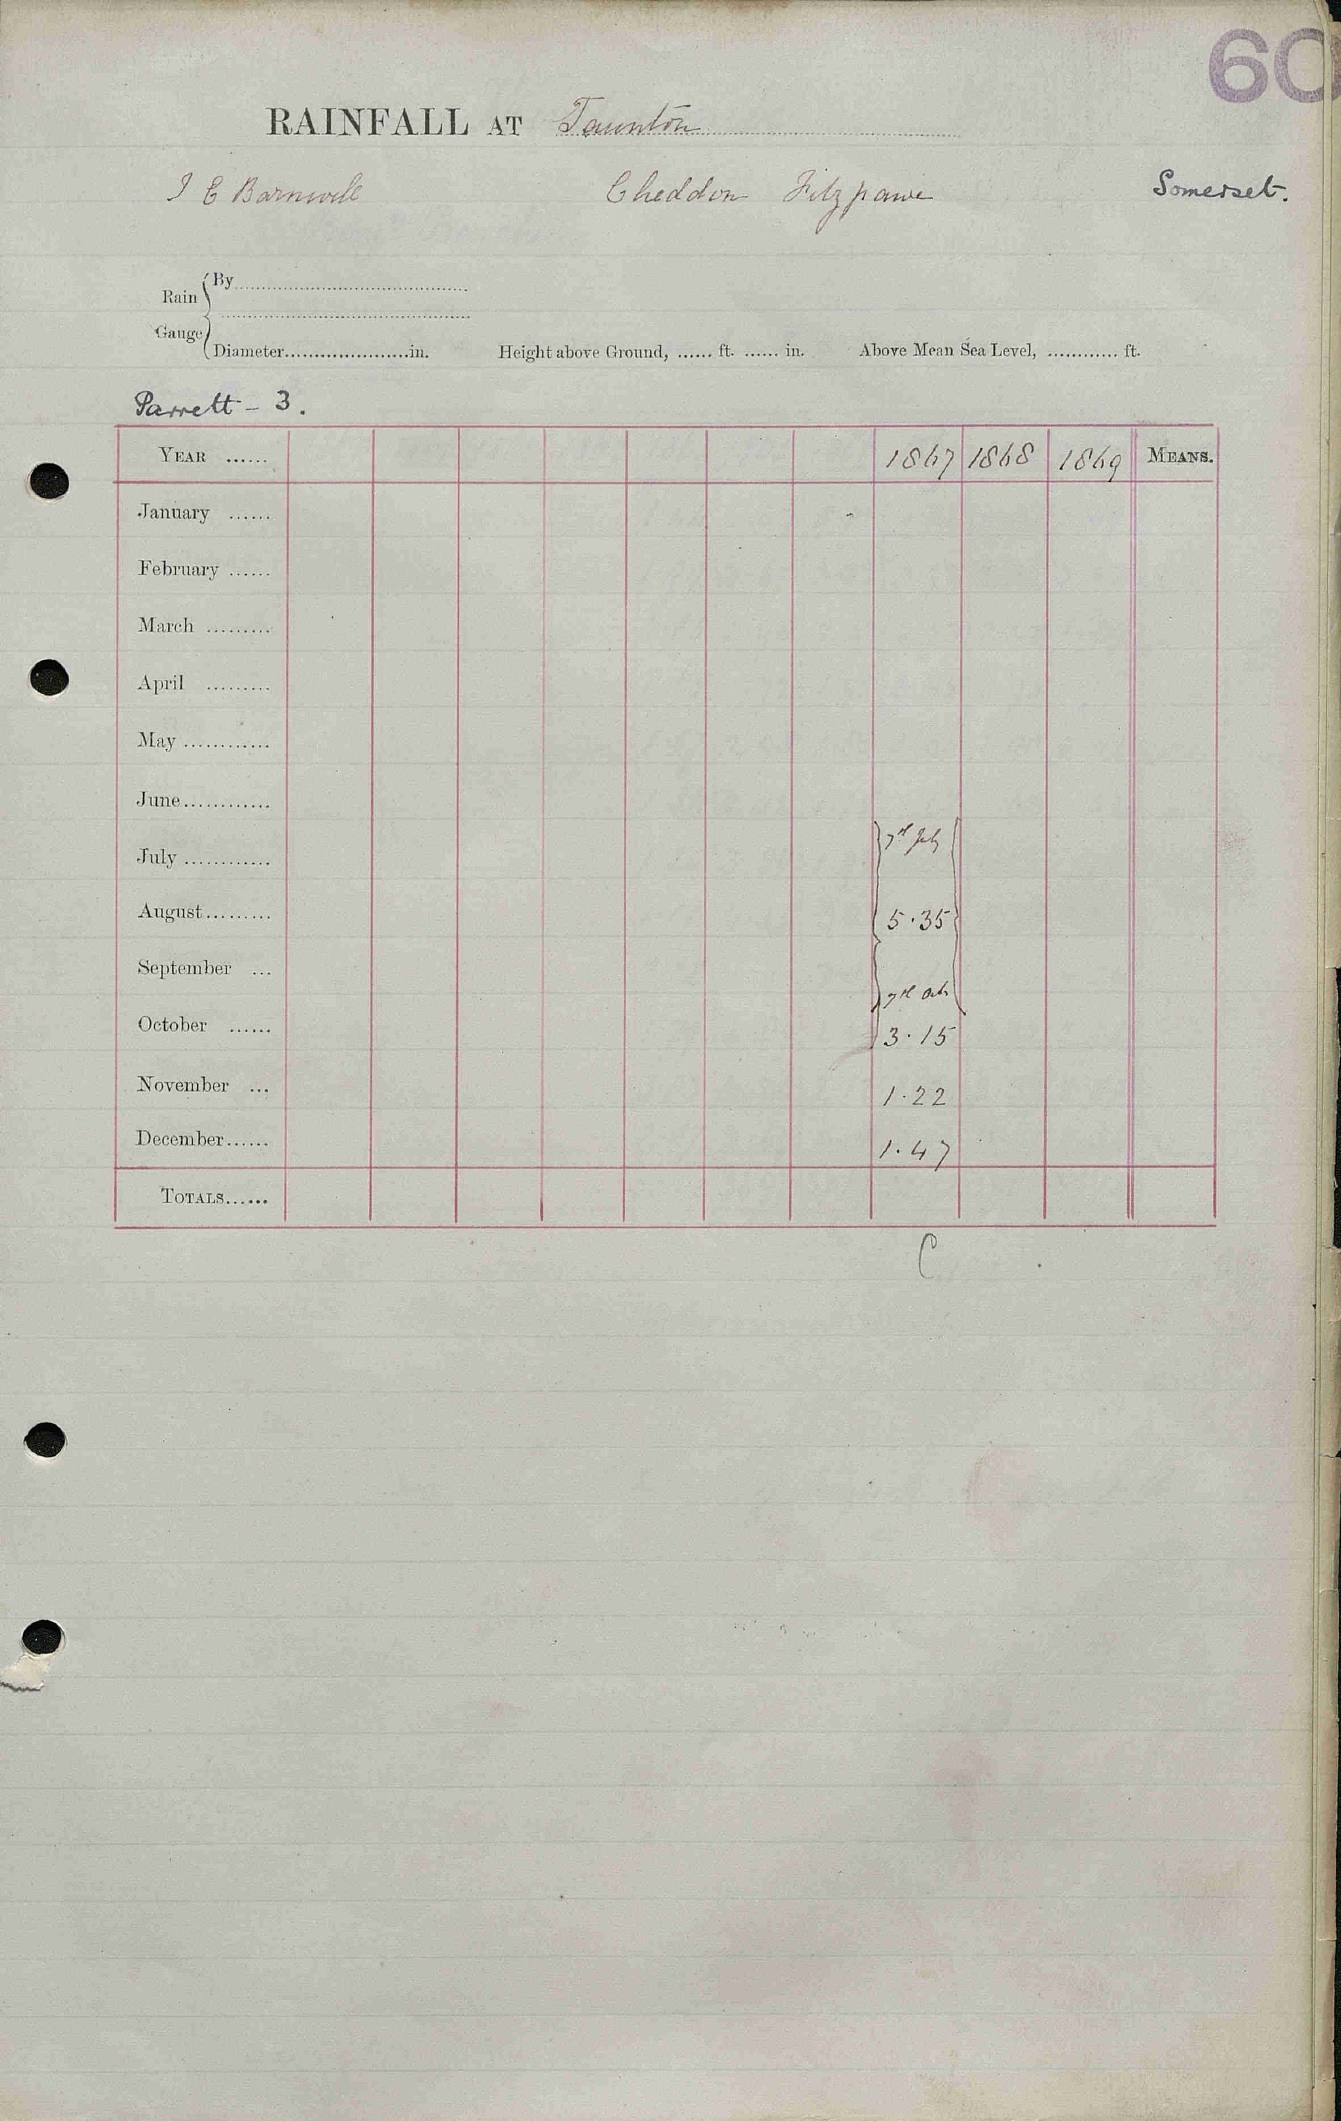 60
RAINFALL AT Taunton
I E Barnwell Cheddon Fitzpaine Somerset.
Rain Gauge
By
Diameter in. Height above Ground, ft. in. Above Mean Sea Level, ft.
Parrett - 3.
YEAR 1867 1868 1869 MEANS.
January
February
March
April
May
June
July 7th July
August 5.35
September
7th Oct
October 3.15
November 1.22
December 1.47
TOTALS
C